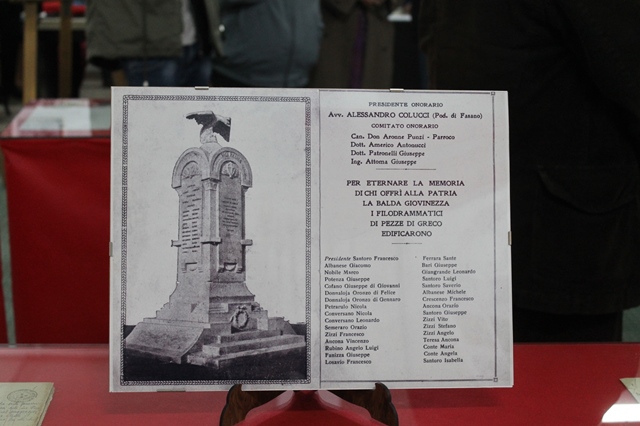 PRESIDENTE ONORARIO
Avv. ALESSANDRO COLUCCI (Pod. di Fasano)
COMITATO ONORARIO
Can. Don Aronne Punzi - Parroco
Dott. Americo Antonucci
Dott. Patronelli Giuseppe
Ing. Attoma Giuseppe
PER ETERNARE LA MEMORIA
DI CHI OFFRÌ ALLA PATRIA
LA BALDA GIOVINEZZA
I FILODRAMMATICI
DI PEZZE DI GRECO
EDIFICARONO
Presidente Santoro Francesco
Albanese Giacomo
Nobile Marco
Potenza Giuseppe
Cofano Giuseppe di Giovanni
Donnaloja Oronzo di Felice
Donnaloja Oronzo di Gennaro
Petrarulo Nicola
Conversano Nicola
Conversano Leonardo
Semeraro Orazio
Zizzi Francesco
Ancona Vincenzo
Rubino Angelo Luigi
Fanizza Giuseppe
Losavio Francesco
Ferrara Sante
Bari Giuseppe
Giangrande Leonardo
Santoro Luigi
Santoro Saverio
Albanese Michele
Crescenzo Francesco
Ancona Orazio
Santoro Giuseppe
Zizzi Vito
Zizzi Stefano
Zizzi Angelo
Teresa Ancona
Conte Maria
Conte Angela
Santoro Isabella